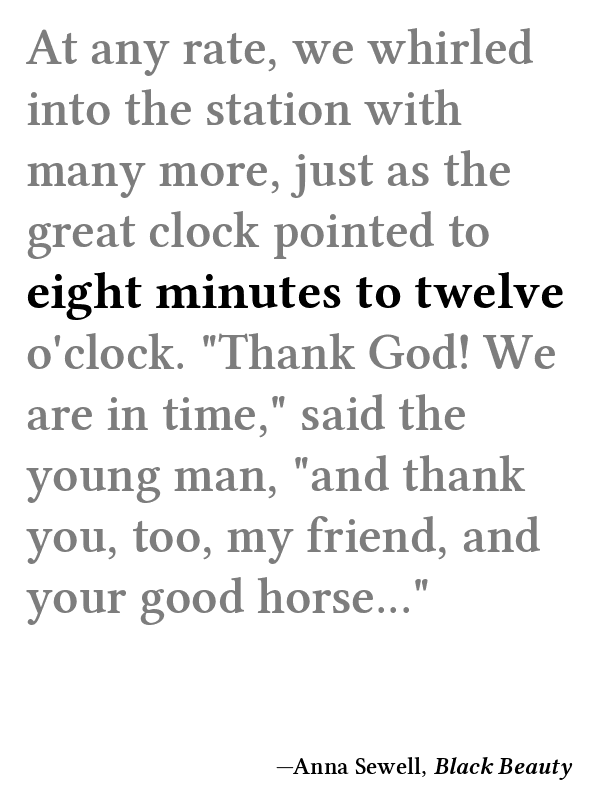 At any rate, we whirled
into the station with
many more, just as the
great clock pointed to
eight minutes to twelve
o'clock. "Thank God! We
are in time," said the
young man, "and thank
you, too, my friend, and
your good horse..."
—Anna Sewell, Black Beauty